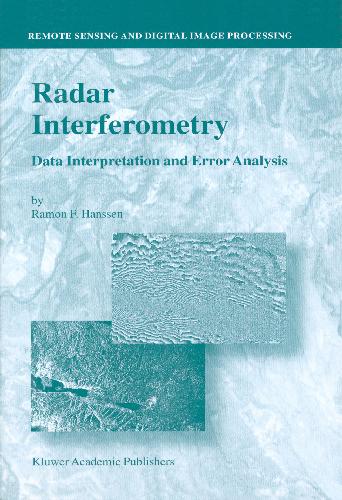 REMOTE SENSING AND DIGITAL IMAGE PROCESSING
Radar
Interferometry
Data Interpretation and Error Analysis
by
Ramon F. Hanssen
Kluwer Academic Publishers